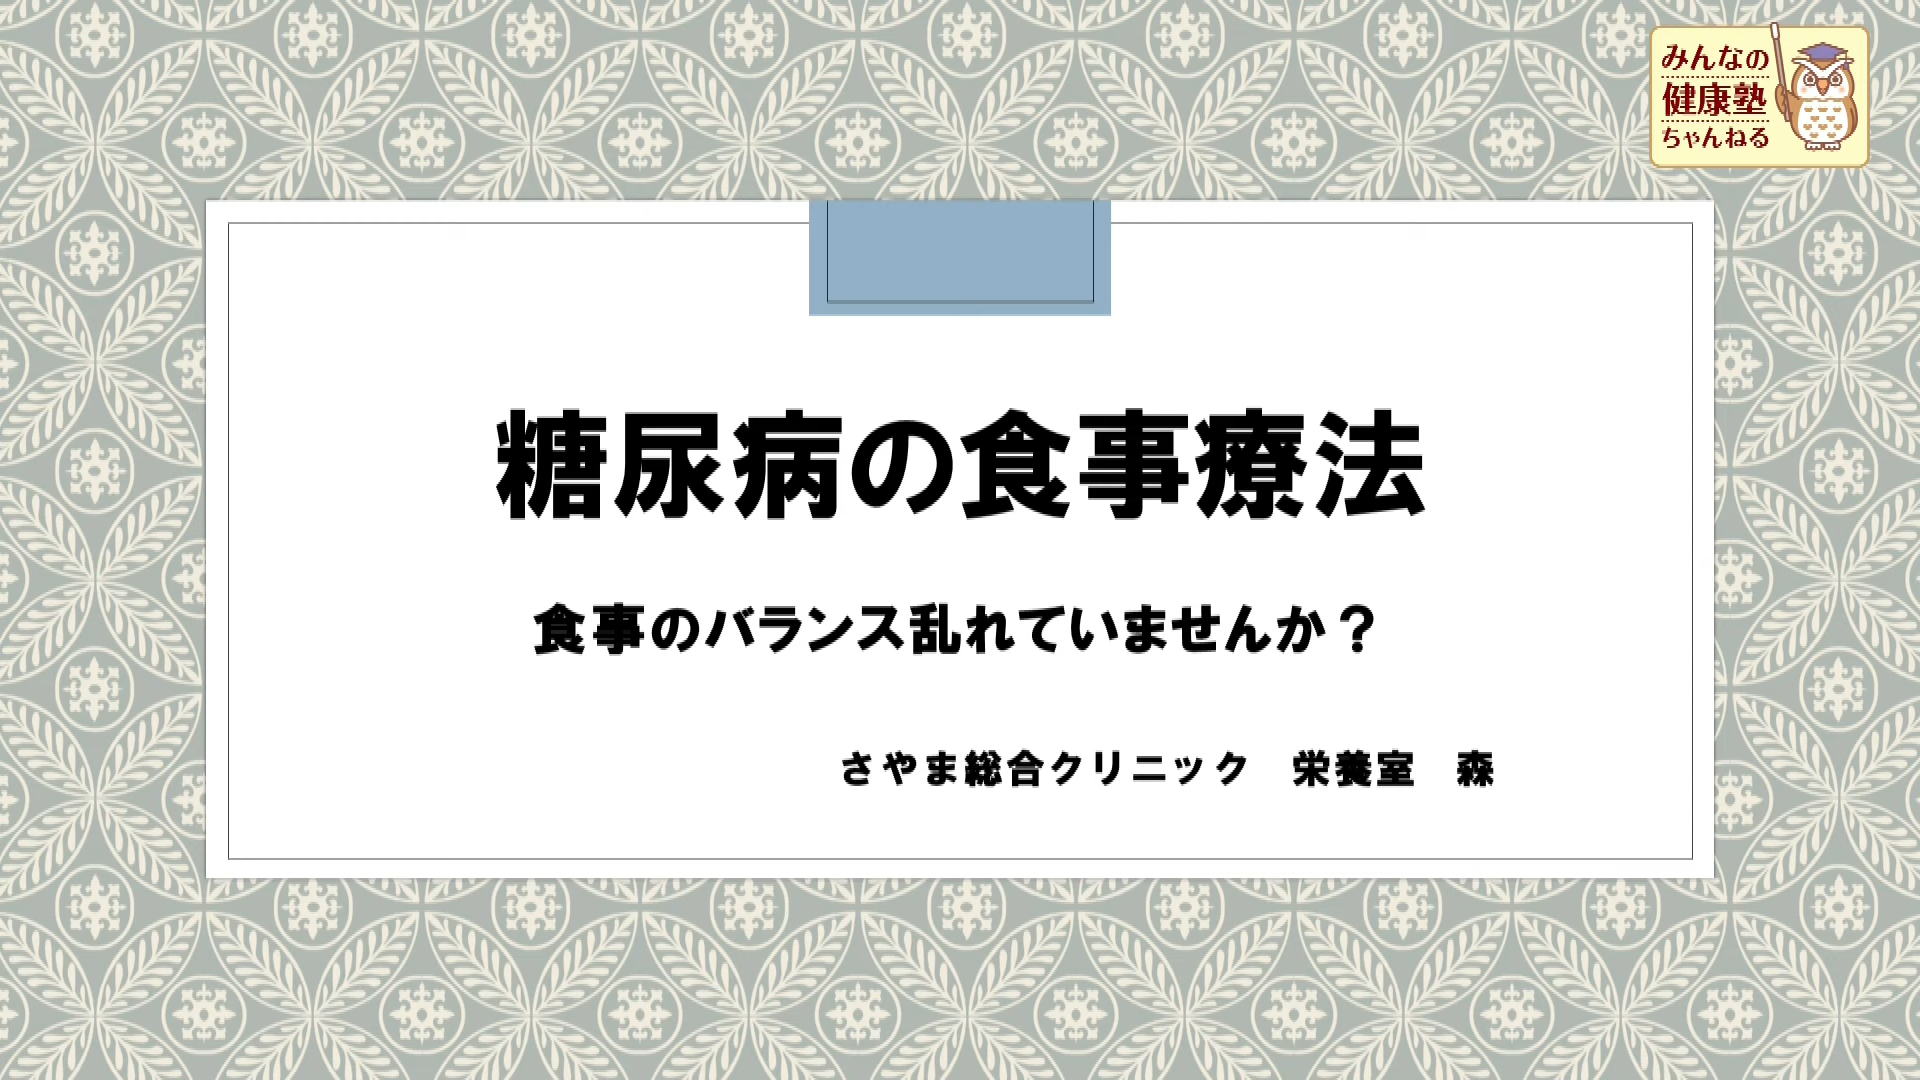 みんなの
健康塾
ちゃんねる
糖尿病の食事療法
食事のバランス乱れていませんか？
さやま総合クリニック　栄養室　森